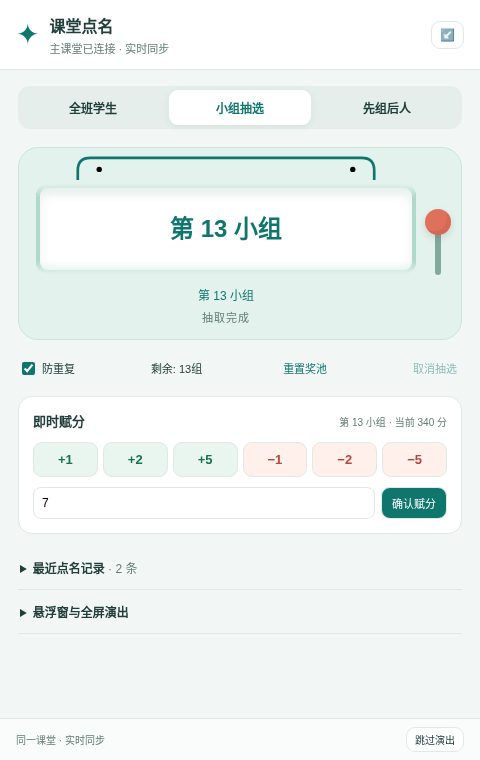 课堂点名
主课堂已连接 · 实时同步
全班学生 小组抽选 先组后人
第 13 小组
第 13 小组
抽取完成
防重复 剩余: 13组 重置奖池 取消抽选
即时赋分 第 13 小组 · 当前 340 分
+1 +2 +5 −1 −2 −5
7 确认赋分
最近点名记录 · 2 条
悬浮窗与全屏演出
同一课堂 · 实时同步 跳过演出